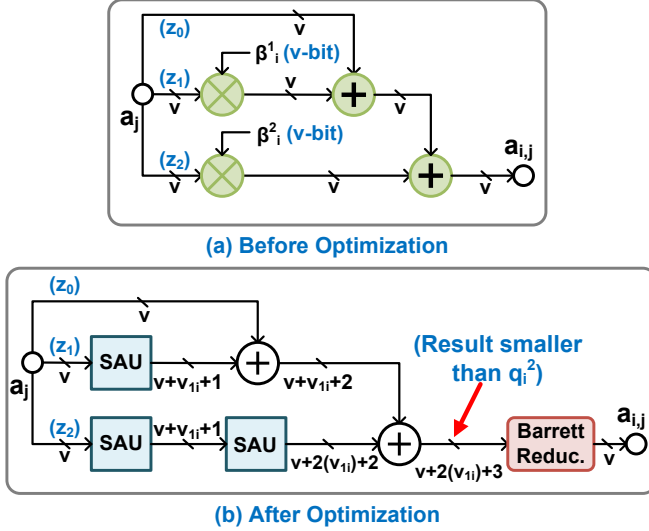 (z₀)
v
β¹ᵢ (v-bit)
(z₁)
v
v
v
aⱼ
β²ᵢ (v-bit)
(z₂)
v
v
v
aᵢ,ⱼ
(a) Before Optimization
(z₀)
v
(z₁)
v
SAU
v+v₁ᵢ+1
v+v₁ᵢ+2
(Result smaller
than qᵢ²)
aⱼ
(z₂)
v
SAU
v+v₁ᵢ+1
SAU
v+2(v₁ᵢ)+2
v+2(v₁ᵢ)+3
Barrett
Reduc.
v
aᵢ,ⱼ
(b) After Optimization